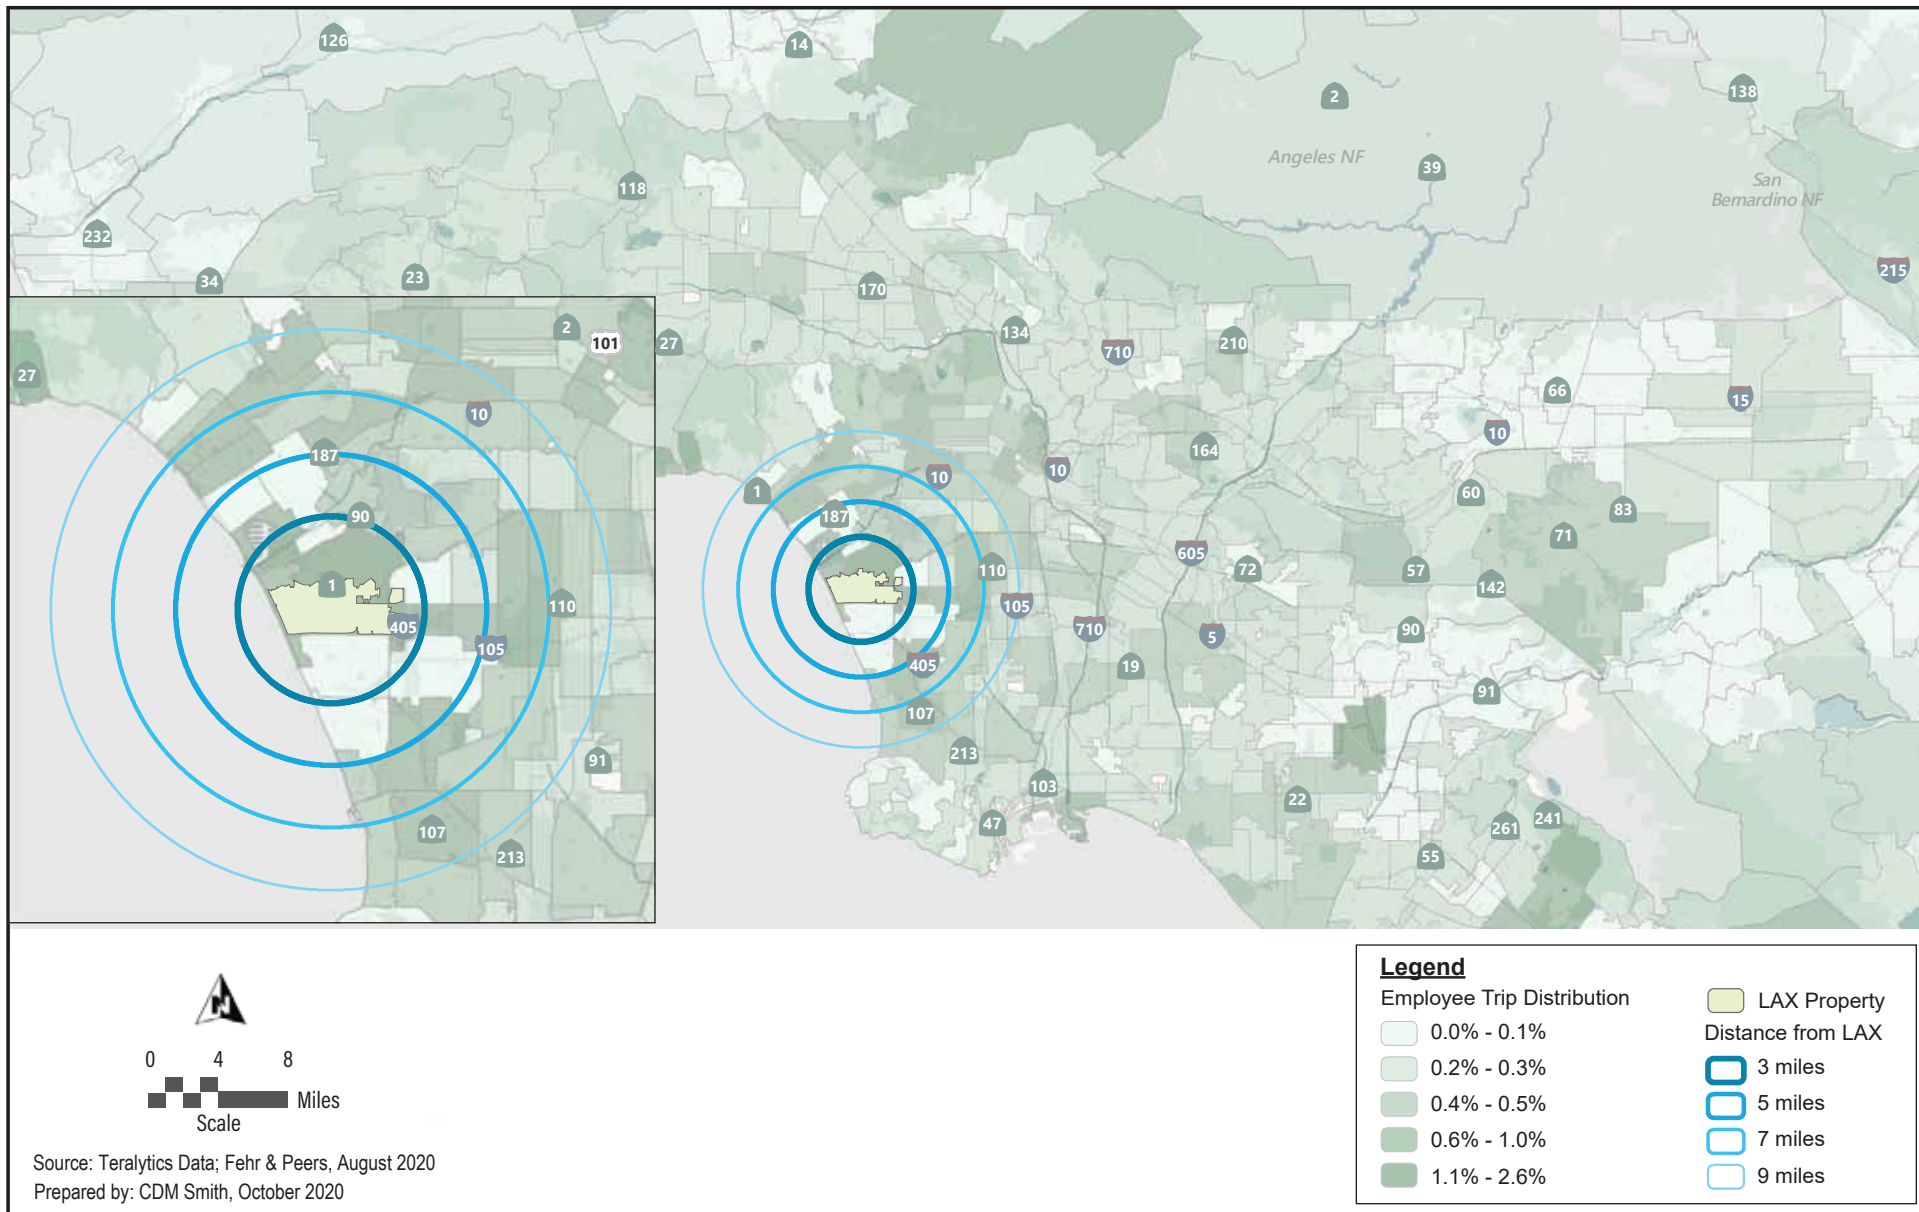 126
14
2
138
Angeles NF
39
San
Bernardino NF
118
232
34
23
215
170
134
710
210
27
2
101
27
66
15
10
10
187
90
1
405
105
110
91
107
213
164
10
10
1
187
60
83
71
605
72
57
142
110
105
710
5
90
19
405
91
107
213
103
47
22
261
241
55
N
0 4 8
Miles
Scale
Source: Teralytics Data; Fehr & Peers, August 2020
Prepared by: CDM Smith, October 2020
Legend
Employee Trip Distribution
0.0% - 0.1%
0.2% - 0.3%
0.4% - 0.5%
0.6% - 1.0%
1.1% - 2.6%
LAX Property
Distance from LAX
3 miles
5 miles
7 miles
9 miles